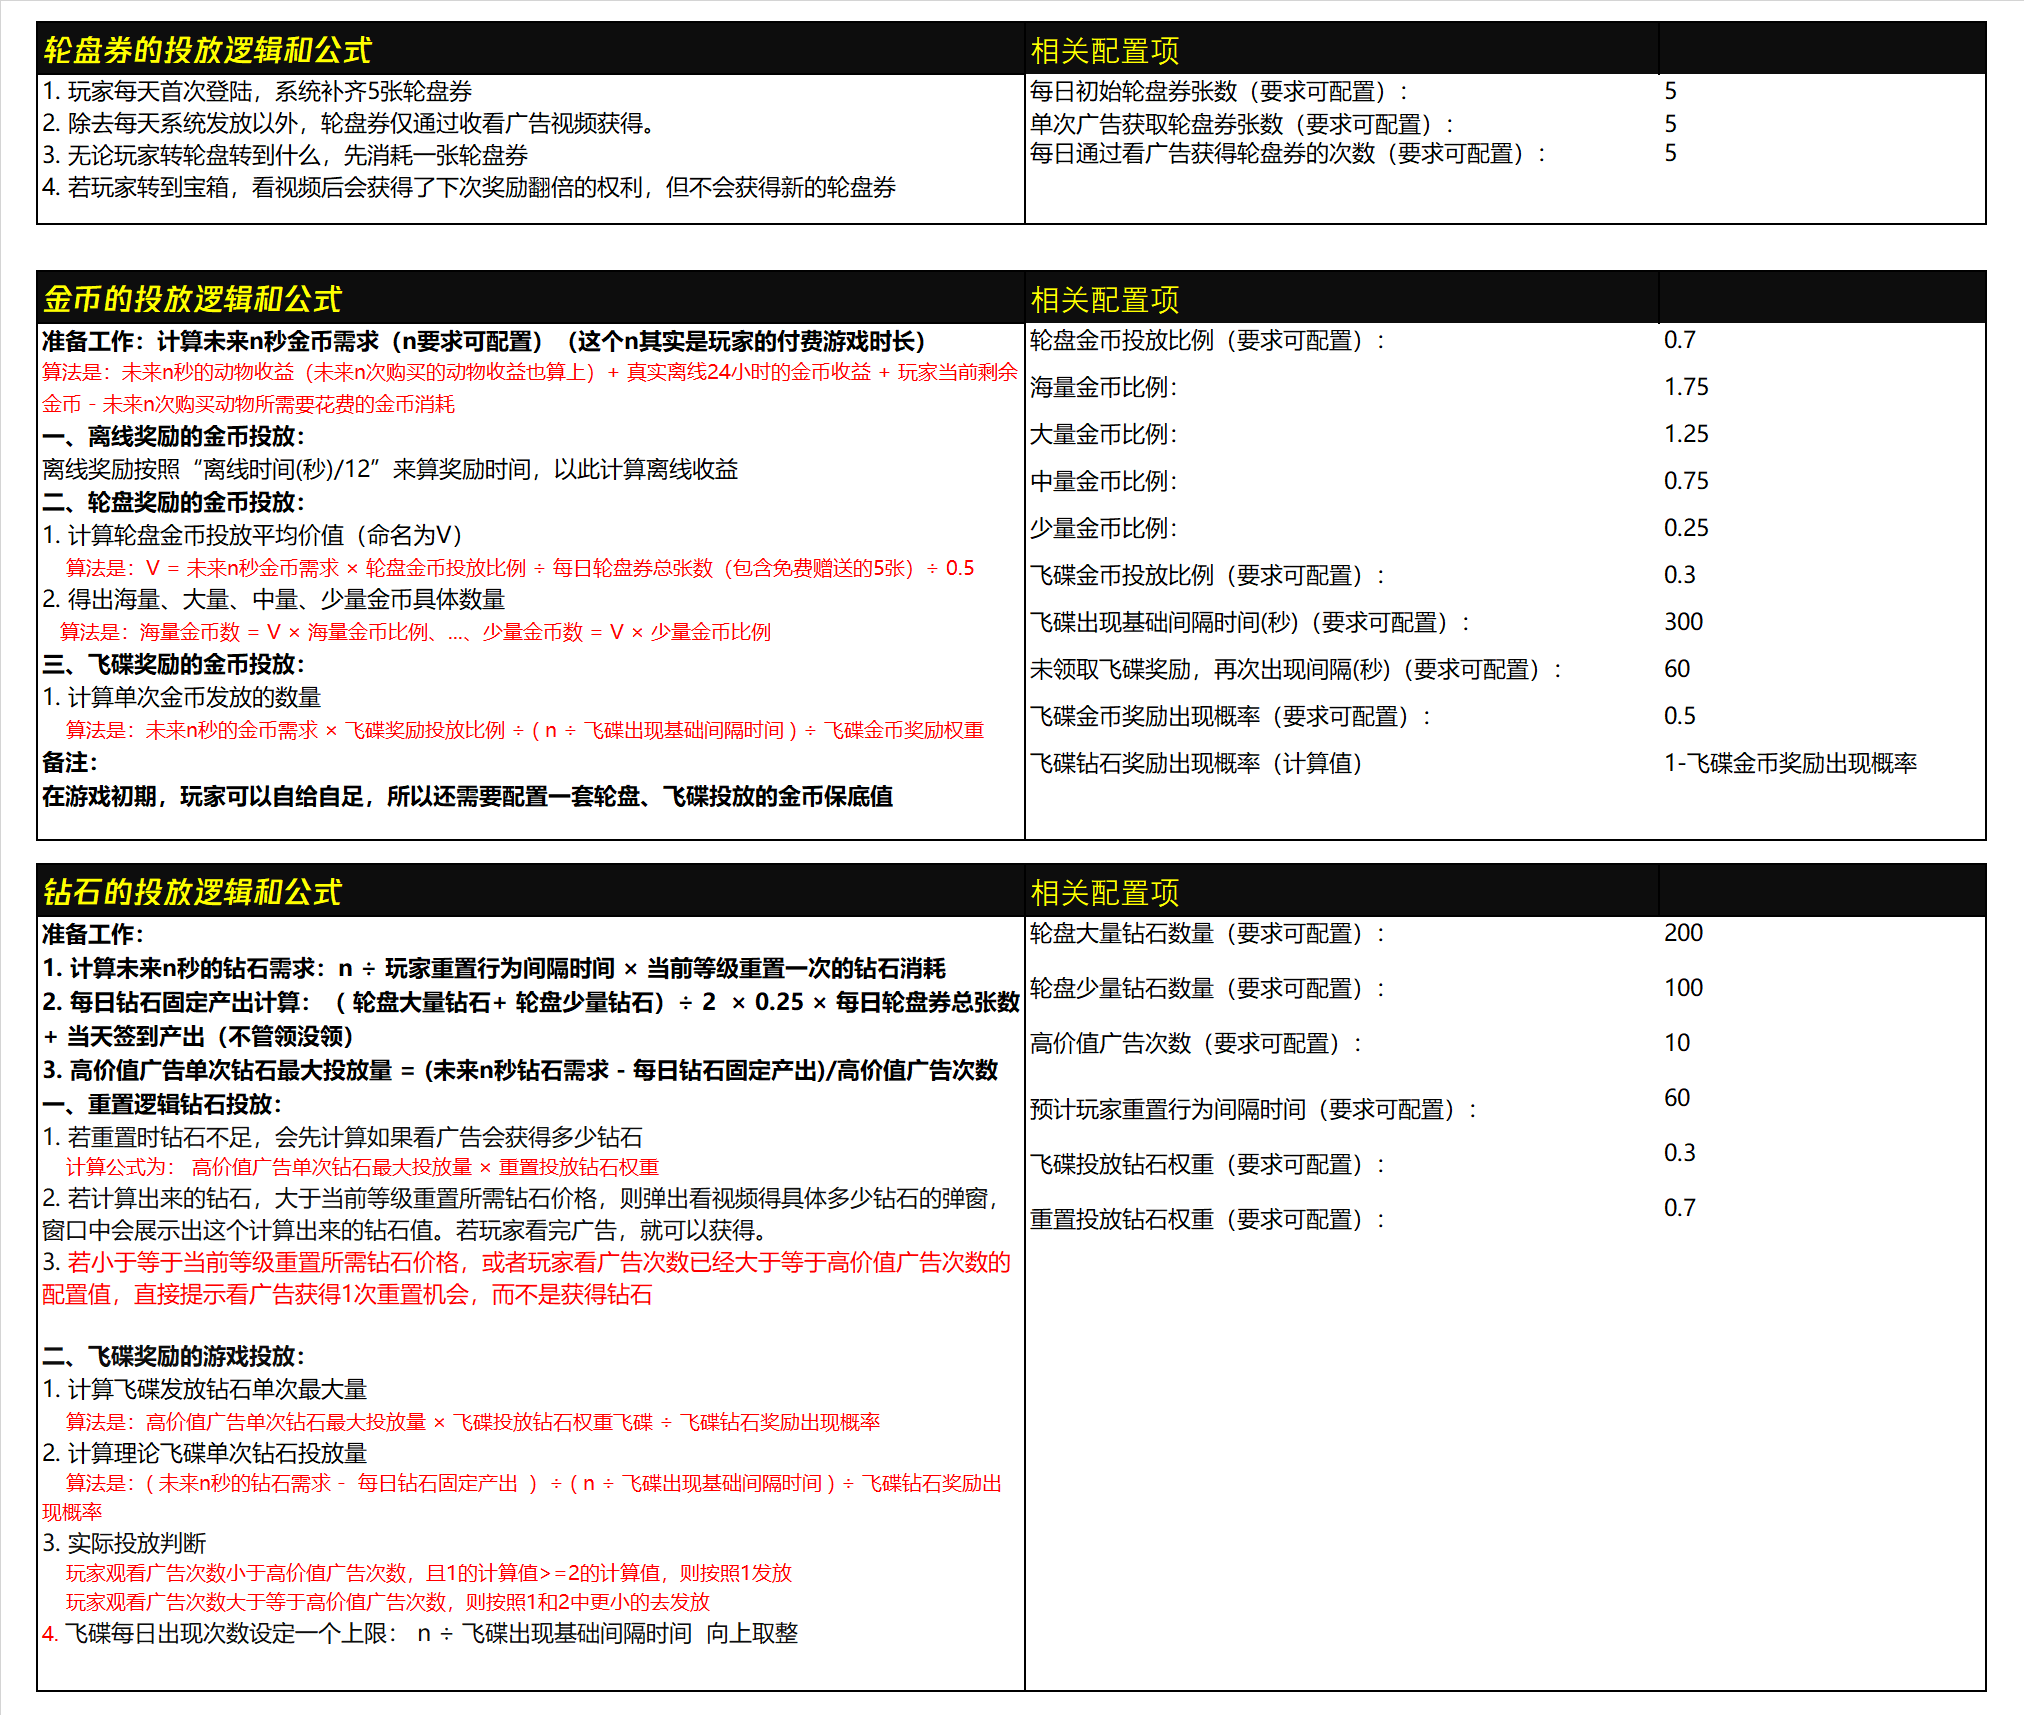 轮盘券的投放逻辑和公式
相关配置项
1. 玩家每天首次登陆，系统补齐5张轮盘券
2. 除去每天系统发放以外，轮盘券仅通过收看广告视频获得。
3. 无论玩家转轮盘转到什么，先消耗一张轮盘券
4. 若玩家转到宝箱，看视频后会获得了下次奖励翻倍的权利，但不会获得新的轮盘券
每日初始轮盘券张数（要求可配置）： 5
单次广告获取轮盘券张数（要求可配置）： 5
每日通过看广告获得轮盘券的次数（要求可配置）： 5
金币的投放逻辑和公式
相关配置项
准备工作：计算未来n秒金币需求（n要求可配置）（这个n其实是玩家的付费游戏时长）
算法是：未来n秒的动物收益（未来n次购买的动物收益也算上）+ 真实离线24小时的金币收益 + 玩家当前剩余
金币 - 未来n次购买动物所需要花费的金币消耗
一、离线奖励的金币投放：
离线奖励按照“离线时间(秒)/12”来算奖励时间，以此计算离线收益
二、轮盘奖励的金币投放：
1. 计算轮盘金币投放平均价值（命名为V）
算法是：V = 未来n秒金币需求 × 轮盘金币投放比例 ÷ 每日轮盘券总张数（包含免费赠送的5张）÷ 0.5
2. 得出海量、大量、中量、少量金币具体数量
算法是：海量金币数 = V × 海量金币比例、...、少量金币数 = V × 少量金币比例
三、飞碟奖励的金币投放：
1. 计算单次金币发放的数量
算法是：未来n秒的金币需求 × 飞碟奖励投放比例 ÷ ( n ÷ 飞碟出现基础间隔时间 ) ÷ 飞碟金币奖励权重
备注：
在游戏初期，玩家可以自给自足，所以还需要配置一套轮盘、飞碟投放的金币保底值
轮盘金币投放比例（要求可配置）： 0.7
海量金币比例： 1.75
大量金币比例： 1.25
中量金币比例： 0.75
少量金币比例： 0.25
飞碟金币投放比例（要求可配置）： 0.3
飞碟出现基础间隔时间(秒)（要求可配置）： 300
未领取飞碟奖励，再次出现间隔(秒)（要求可配置）： 60
飞碟金币奖励出现概率（要求可配置）： 0.5
飞碟钻石奖励出现概率（计算值） 1-飞碟金币奖励出现概率
钻石的投放逻辑和公式
相关配置项
准备工作：
1. 计算未来n秒的钻石需求：n ÷ 玩家重置行为间隔时间 × 当前等级重置一次的钻石消耗
2. 每日钻石固定产出计算：（ 轮盘大量钻石+ 轮盘少量钻石）÷ 2 × 0.25 × 每日轮盘券总张数
+ 当天签到产出（不管领没领）
3. 高价值广告单次钻石最大投放量 = (未来n秒钻石需求 - 每日钻石固定产出)/高价值广告次数
一、重置逻辑钻石投放：
1. 若重置时钻石不足，会先计算如果看广告会获得多少钻石
计算公式为： 高价值广告单次钻石最大投放量 × 重置投放钻石权重
2. 若计算出来的钻石，大于当前等级重置所需钻石价格，则弹出看视频得具体多少钻石的弹窗，
窗口中会展示出这个计算出来的钻石值。若玩家看完广告，就可以获得。
3. 若小于等于当前等级重置所需钻石价格，或者玩家看广告次数已经大于等于高价值广告次数的
配置值，直接提示看广告获得1次重置机会，而不是获得钻石
二、飞碟奖励的游戏投放：
1. 计算飞碟发放钻石单次最大量
算法是：高价值广告单次钻石最大投放量 × 飞碟投放钻石权重飞碟 ÷ 飞碟钻石奖励出现概率
2. 计算理论飞碟单次钻石投放量
算法是：( 未来n秒的钻石需求 - 每日钻石固定产出 ) ÷ ( n ÷ 飞碟出现基础间隔时间 ) ÷ 飞碟钻石奖励出
现概率
3. 实际投放判断
玩家观看广告次数小于高价值广告次数，且1的计算值>=2的计算值，则按照1发放
玩家观看广告次数大于等于高价值广告次数，则按照1和2中更小的去发放
4. 飞碟每日出现次数设定一个上限： n ÷ 飞碟出现基础间隔时间 向上取整
轮盘大量钻石数量（要求可配置）： 200
轮盘少量钻石数量（要求可配置）： 100
高价值广告次数（要求可配置）： 10
预计玩家重置行为间隔时间（要求可配置）： 60
飞碟投放钻石权重（要求可配置）： 0.3
重置投放钻石权重（要求可配置）： 0.7